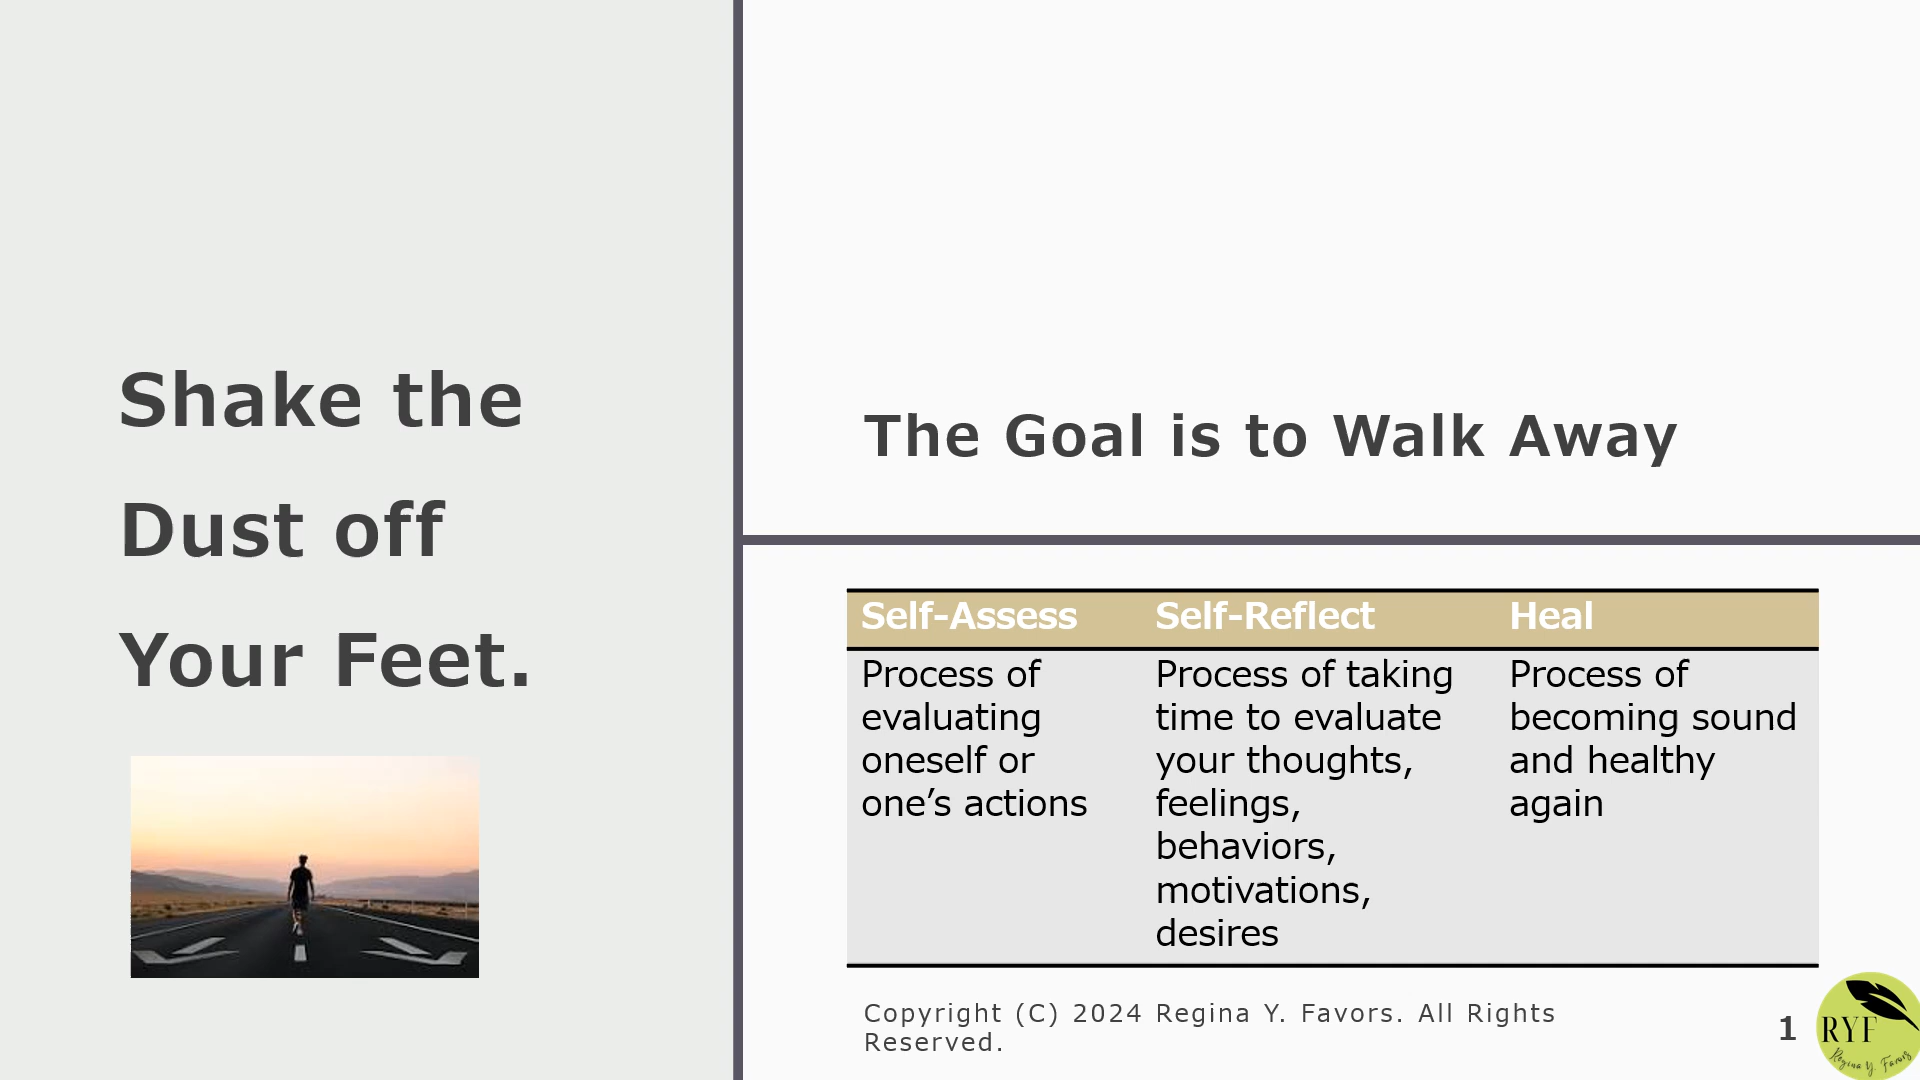 Shake the
Dust off
Your Feet.
The Goal is to Walk Away
Self-Assess
Self-Reflect
Heal
Process of
evaluating
oneself or
one’s actions
Process of taking
time to evaluate
your thoughts,
feelings,
behaviors,
motivations,
desires
Process of
becoming sound
and healthy
again
Copyright (C) 2024 Regina Y. Favors. All Rights
Reserved.
1
RYF
Regina Y. Favors